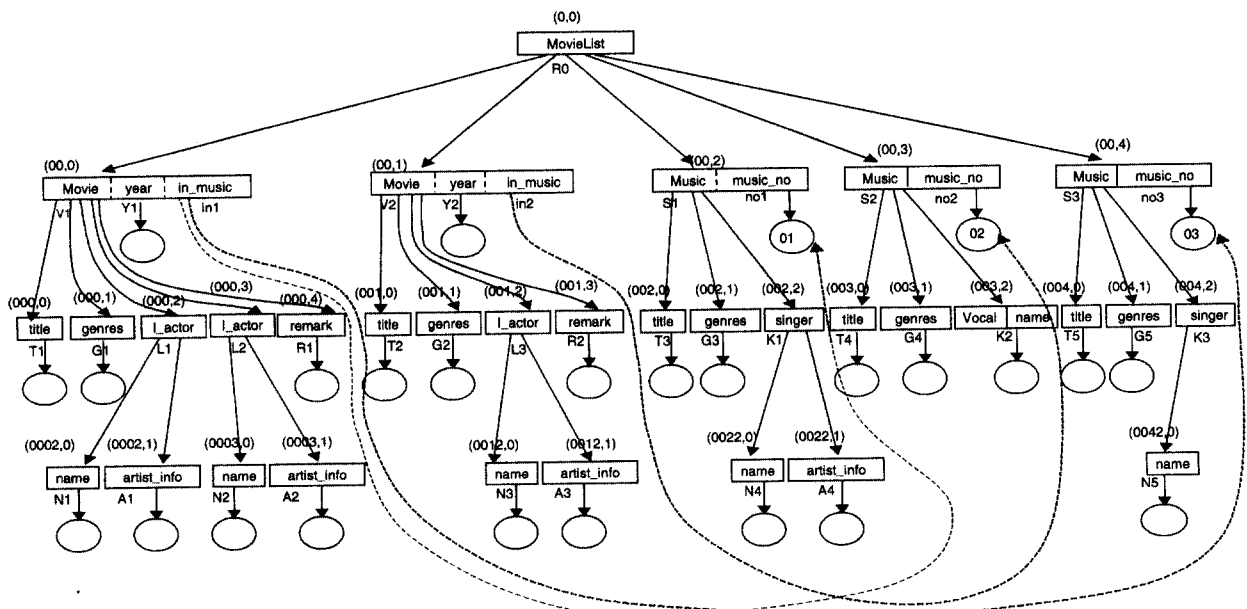 (0,0)
MovieList
R0
(00,0) (00,1) (00,2) (00,3) (00,4)
Movie year in_music Movie year in_music Music music_no Music music_no Music music_no
V1 Y1 in1 V2 Y2 in2 S1 no1 S2 no2 S3 no3
01 02 03
(000,0) (000,1) (000,2) (000,3) (000,4) (001,0) (001,1) (001,2) (001,3) (002,0) (002,1) (002,2) (003,0) (003,1) (003,2) (004,0) (004,1) (004,2)
title genres l_actor l_actor remark title genres l_actor remark title genres singer title genres Vocal name title genres singer
T1 G1 L1 L2 R1 T2 G2 L3 R2 T3 G3 K1 T4 G4 K2 T5 G5 K3
(0002,0) (0002,1) (0003,0) (0003,1) (0012,0) (0012,1) (0022,0) (0022,1) (0042,0)
name artist_info name artist_info name artist_info name artist_info name
N1 A1 N2 A2 N3 A3 N4 A4 N5